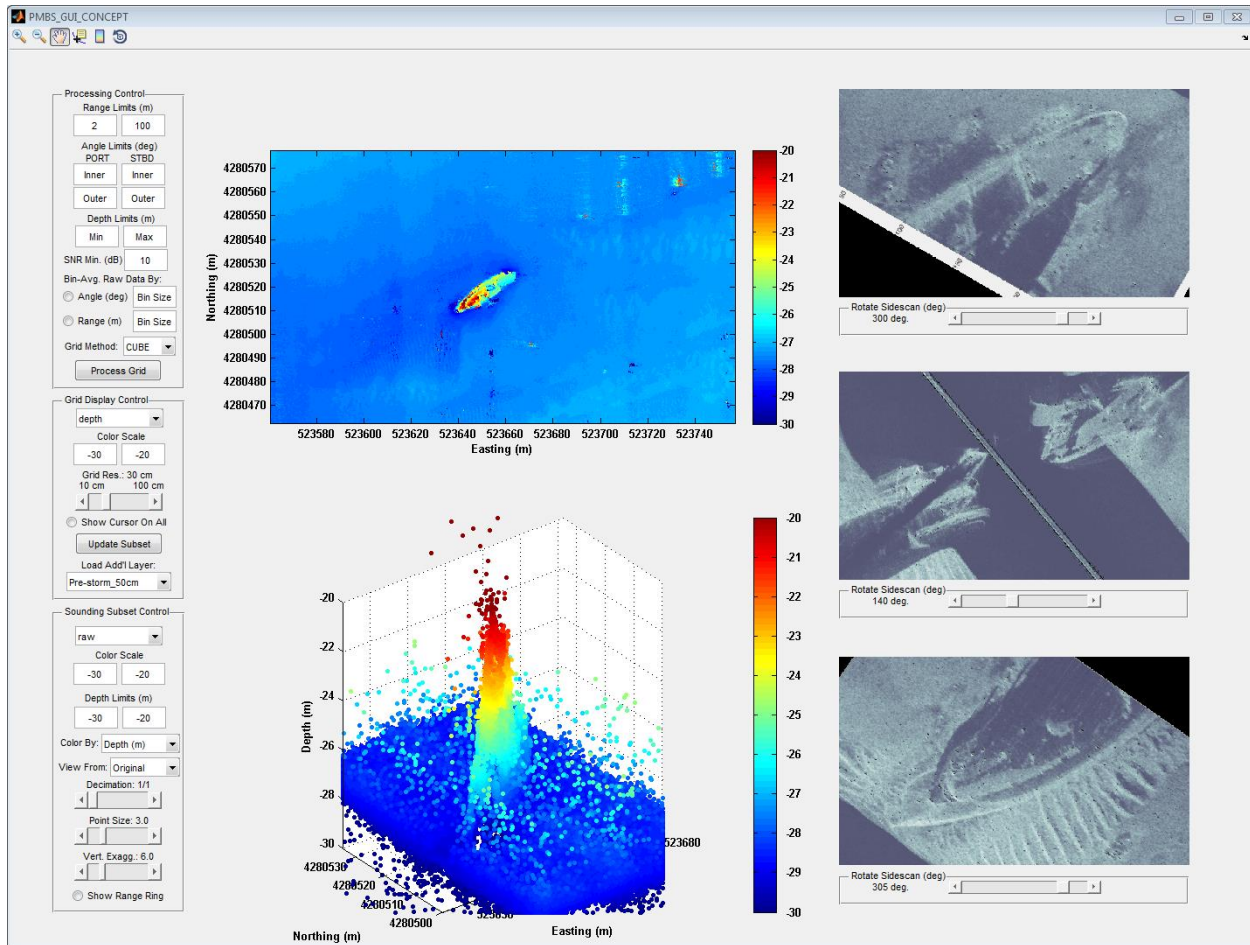 PMBS_GUI_CONCEPT
Processing Control
Range Limits (m)
2 100
Angle Limits (deg)
PORT STBD
Inner Inner
Outer Outer
Depth Limits (m)
Min Max
SNR Min. (dB) 10
Bin-Avg. Raw Data By:
Angle (deg) Bin Size
Range (m) Bin Size
Grid Method: CUBE
Process Grid
Grid Display Control
depth
Color Scale
-30 -20
Grid Res.: 30 cm
10 cm 100 cm
Show Cursor On All
Update Subset
Load Add'l Layer:
Pre-storm_50cm
Sounding Subset Control
raw
Color Scale
-30 -20
Depth Limits (m)
-30 -20
Color By: Depth (m)
View From: Original
Decimation: 1/1
Point Size: 3.0
Vert. Exagg.: 6.0
Show Range Ring
4280570
4280560
4280550
4280540
4280530
4280520
4280510
4280500
4280490
4280480
4280470
Northing (m)
523580 523600 523620 523640 523660 523680 523700 523720 523740
Easting (m)
-20
-21
-22
-23
-24
-25
-26
-27
-28
-29
-30
-20
-22
-24
-26
-28
-30
Depth (m)
4280530
4280520
4280510
4280500
Northing (m)
523680
Easting (m)
-20
-21
-22
-23
-24
-25
-26
-27
-28
-29
-30
Rotate Sidescan (deg)
300 deg.
Rotate Sidescan (deg)
140 deg.
Rotate Sidescan (deg)
305 deg.